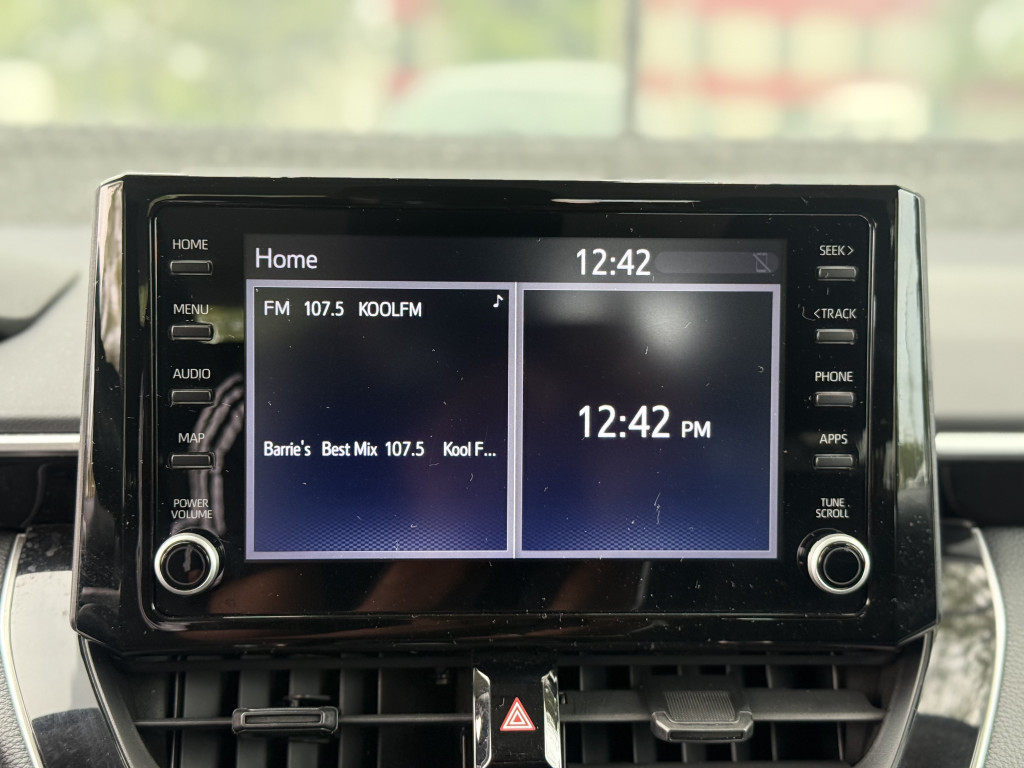 HOME
MENU
AUDIO
MAP
POWER
VOLUME
Home 12:42
FM 107.5 KOOLFM
Barrie's Best Mix 107.5 Kool F...
12:42 PM
SEEK>
<TRACK
PHONE
APPS
TUNE
SCROLL